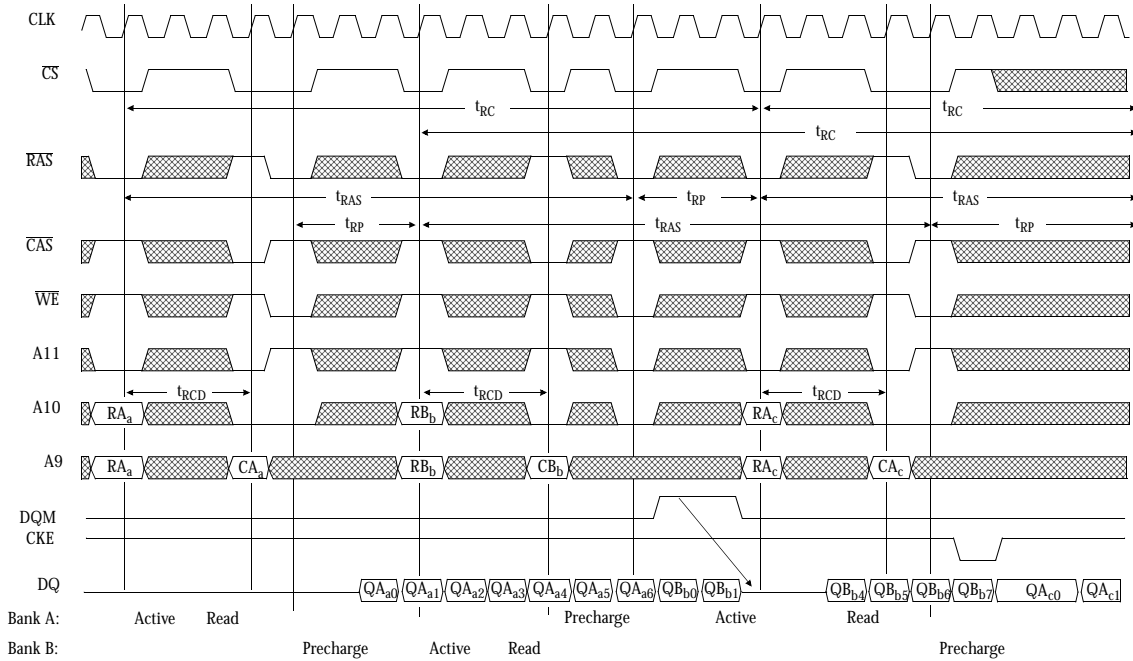 CLK
CS
tRC tRC
tRC
RAS
tRAS tRP tRAS
tRP tRAS tRP
CAS
WE
A11
tRCD tRCD tRCD
A10 RAa RBb RAc
A9 RAa CAa RBb CBb RAc CAc
DQM
CKE
DQ QAa0 QAa1 QAa2 QAa3 QAa4 QAa5 QAa6 QBb0 QBb1 QBb4 QBb5 QBb6 QBb7 QAc0 QAc1
Bank A: Active Read Precharge Active Read
Bank B: Precharge Active Read Precharge